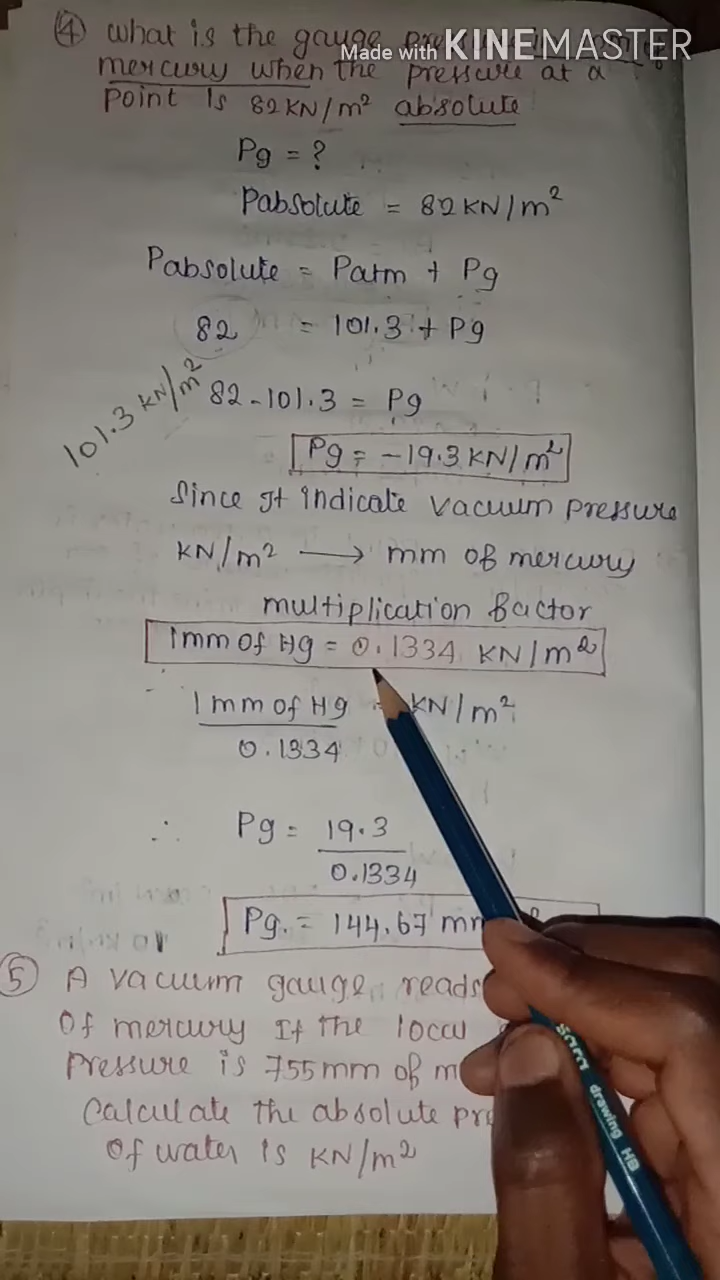 ④ What is the gauge
Made with KINEMASTER
mercury when the pressure at a
point is 82 KN/m²  absolute
Pg = ?
Pabsolute = 82 KN/m²
Pabsolute = Patm + Pg
82 = 101.3 + Pg
101.3 KN/m²
82 - 101.3 = Pg
Pg = -19.3 KN/m²
Since It indicate vacuum pressure
KN/m² → mm of mercury
multiplication factor
1mm of Hg = 0.1334 KN/m²
1 mm of Hg KN/m²
0.1334
∴ Pg = 19.3
0.1334
Pg. = 144.67 mm
⑤ A vacuum gauge reads
Of mercury If the local
pressure is 755mm of
Calculate the absolute
Of water is KN/m²
drawing HB